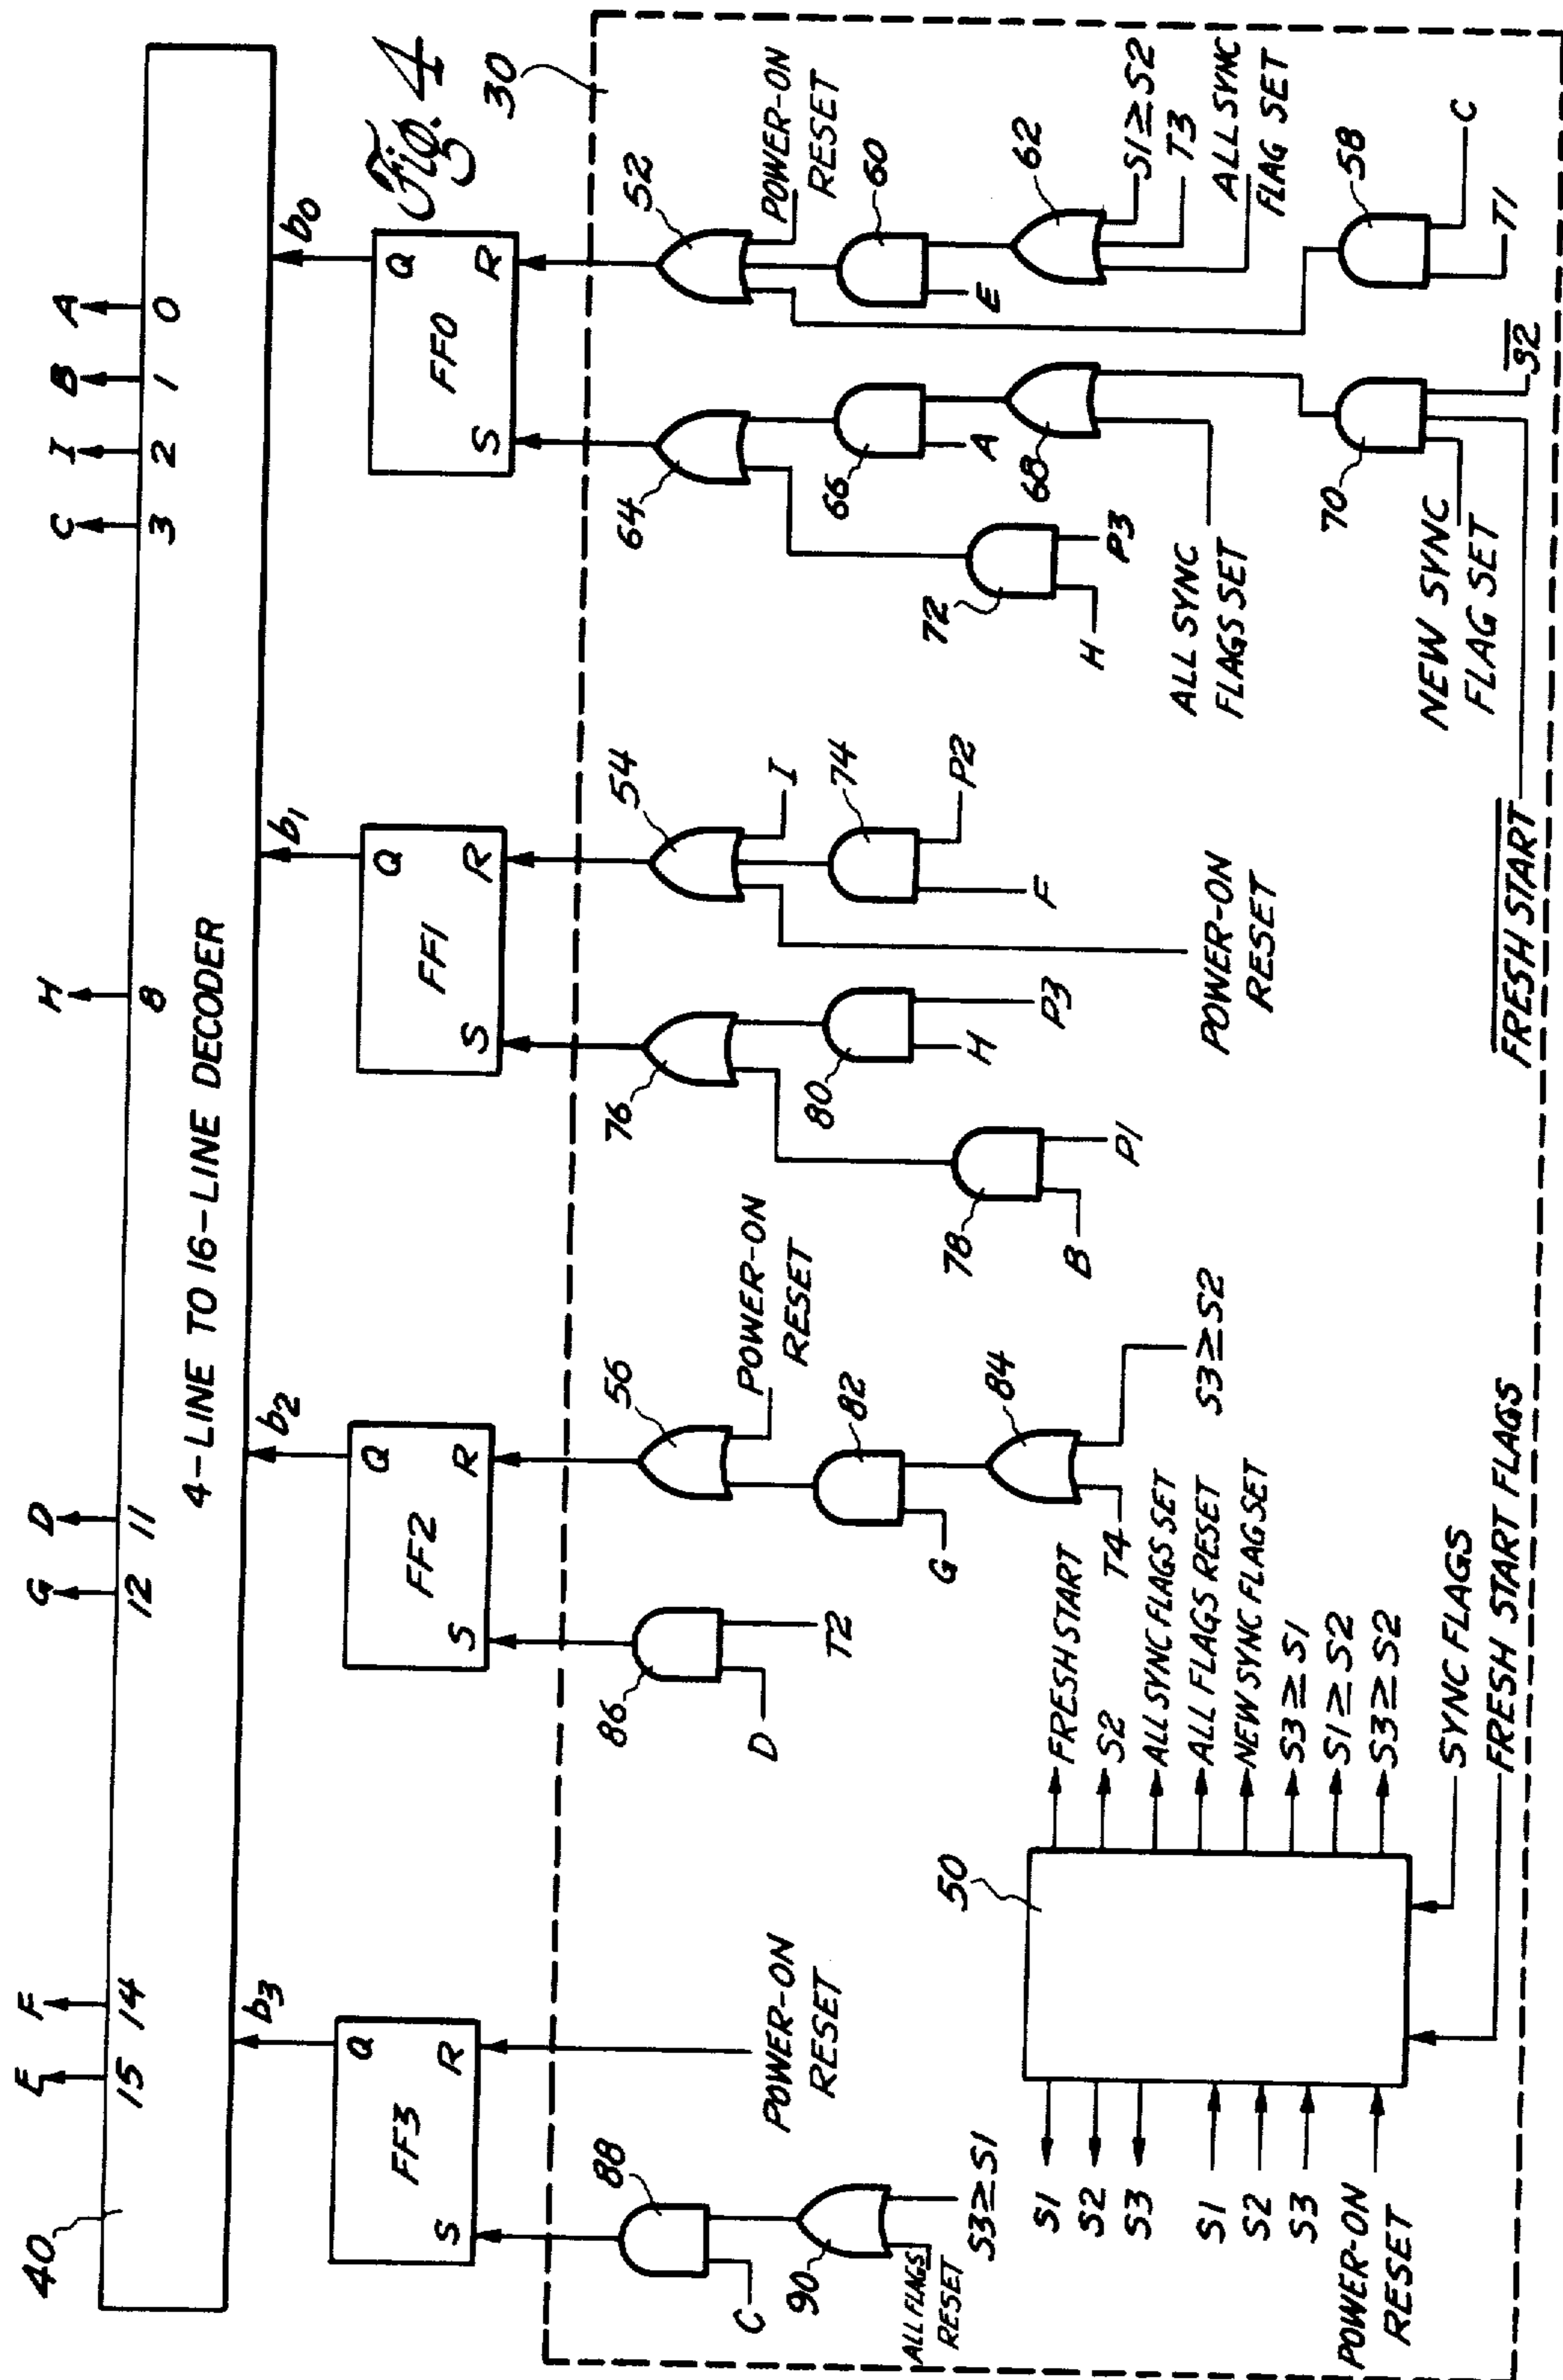 Fig. 4
40
E
F
G
D
H
C
I
B
A
15
14
12
11
8
3
2
1
0
4-LINE TO 16-LINE DECODER
b3
b2
b1
b0
FF3
S
R
Q
FF2
S
R
Q
FF1
S
R
Q
FF0
S
R
Q
30
88
C
90
ALL FLAGS
RESET
S3≥S1
POWER-ON
RESET
86
D
T2
56
POWER-ON
RESET
82
G
84
T4
S3≥S2
76
78
B
P1
80
H
P3
54
I
74
F
P2
POWER-ON
RESET
64
72
H
P3
66
A
68
ALL SYNC
FLAGS SET
70
NEW SYNC
FLAG SET
FRESH START
S2
52
POWER-ON
RESET
60
E
62
S1≥S2
T3
ALL SYNC
FLAG SET
58
T1
C
50
S1
S2
S3
S1
S2
S3
POWER-ON
RESET
FRESH START
S2
ALL SYNC FLAGS SET
ALL FLAGS RESET
NEW SYNC FLAG SET
S3≥S1
S1≥S2
S3≥S2
SYNC FLAGS
FRESH START FLAGS